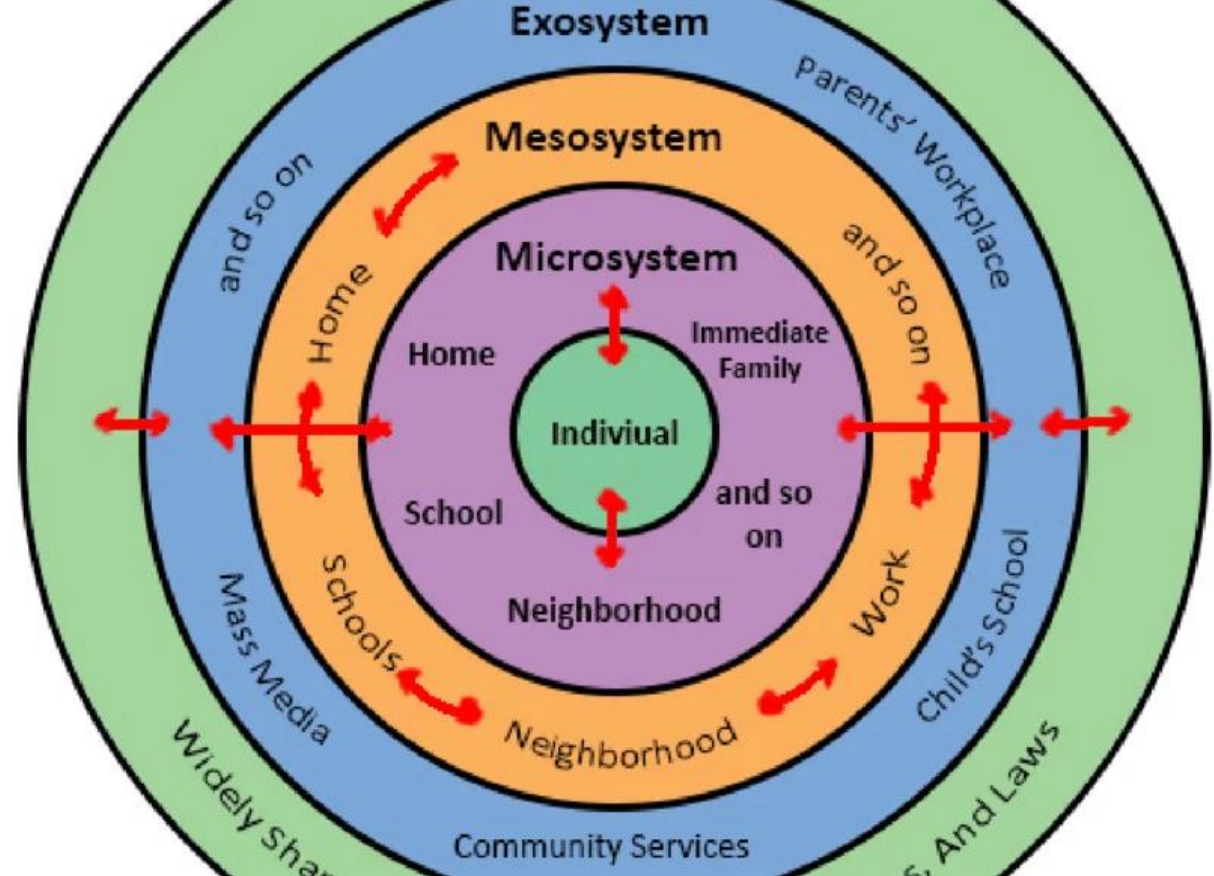 Exosystem
Parents' Workplace
and so on
Mesosystem
Home
and so on
Microsystem
Home
Immediate
Family
Indiviual
School
and so
on
Neighborhood
Schools
Work
Neighborhood
Mass Media
Child's School
Community Services
Widely
And Laws